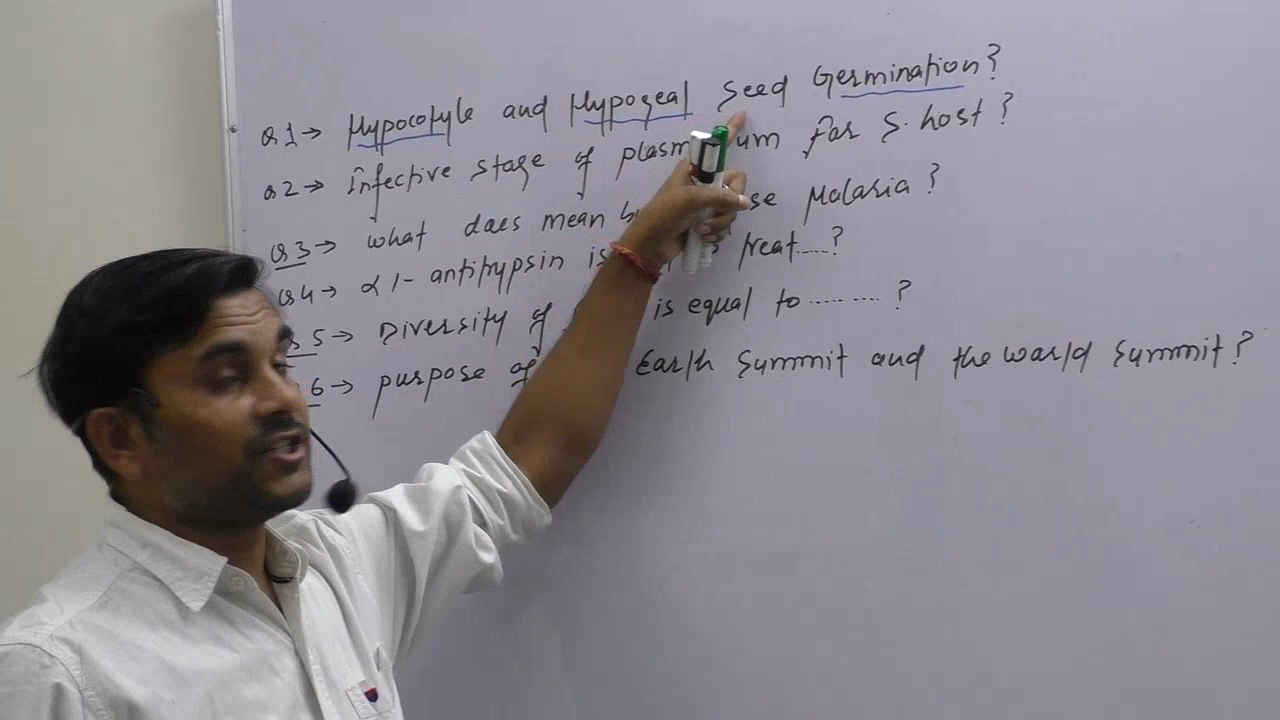 Q1→ Hypocotyle and Hypogeal Seed Germination?
Q2→ Infective stage of plasm um for S. host?
Q3→ what does mean b se Malaria?
Q4→ α1- antitrypsin is treat.....?
5→ Diversity of is equal to .........?
6→ purpose of Earth Summit and the world Summit?